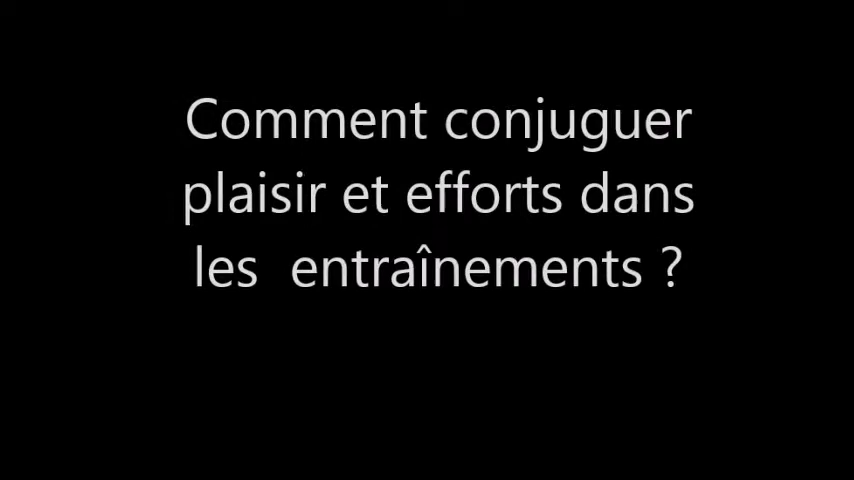 Comment conjuguer
plaisir et efforts dans
les  entraînements ?